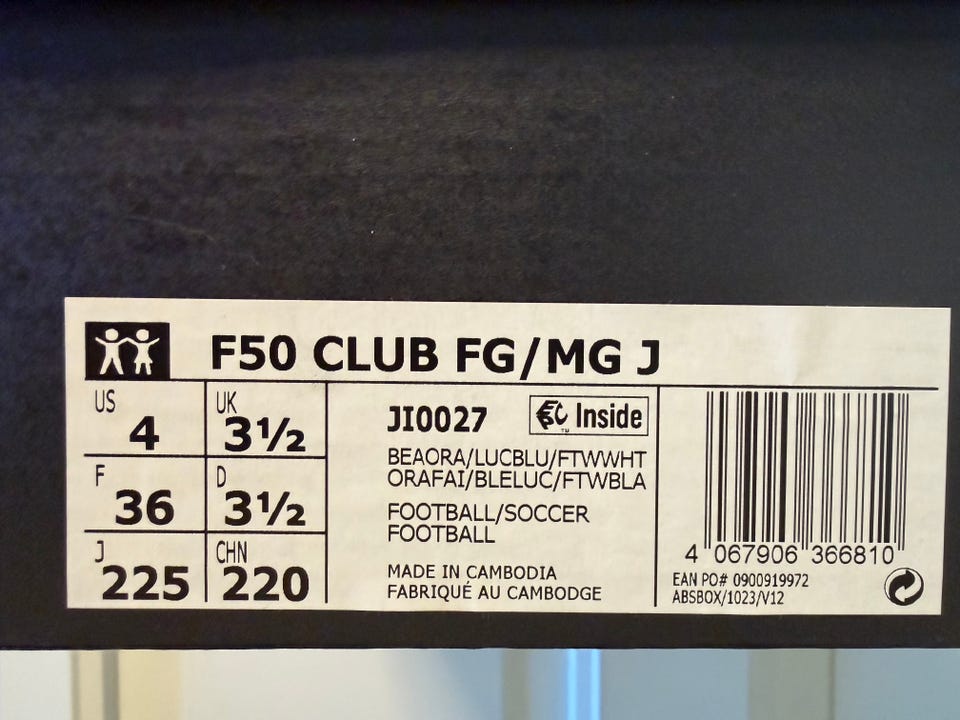 F50 CLUB FG/MG J
US
4
UK
3½
F
36
D
3½
J
225
CHN
220
JI0027
Inside
TM
BEAORA/LUCBLU/FTWWHT
ORAFAI/BLELUC/FTWBLA
FOOTBALL/SOCCER
FOOTBALL
MADE IN CAMBODIA
FABRIQUÉ AU CAMBODGE
4 067906 366810
EAN PO# 0900919972
ABSBOX/1023/V12